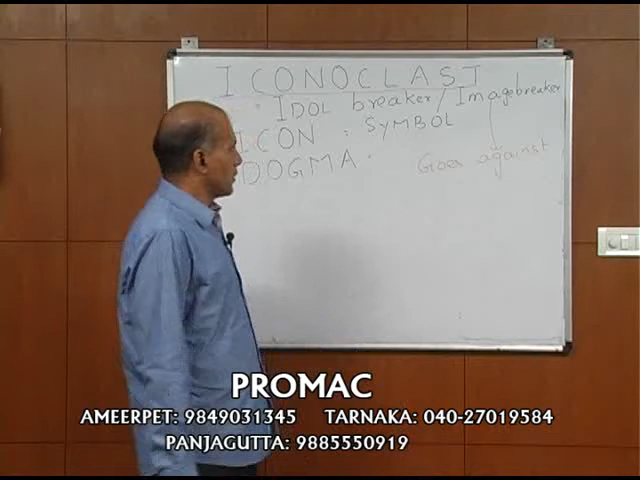 ICONOCLAST
· IDOL breaker / Imagebreaker
ICON : SYMBOL
DOGMA ·
Goes against
PROMAC
AMEERPET: 9849031345 TARNAKA: 040-27019584
PANJAGUTTA: 9885550919